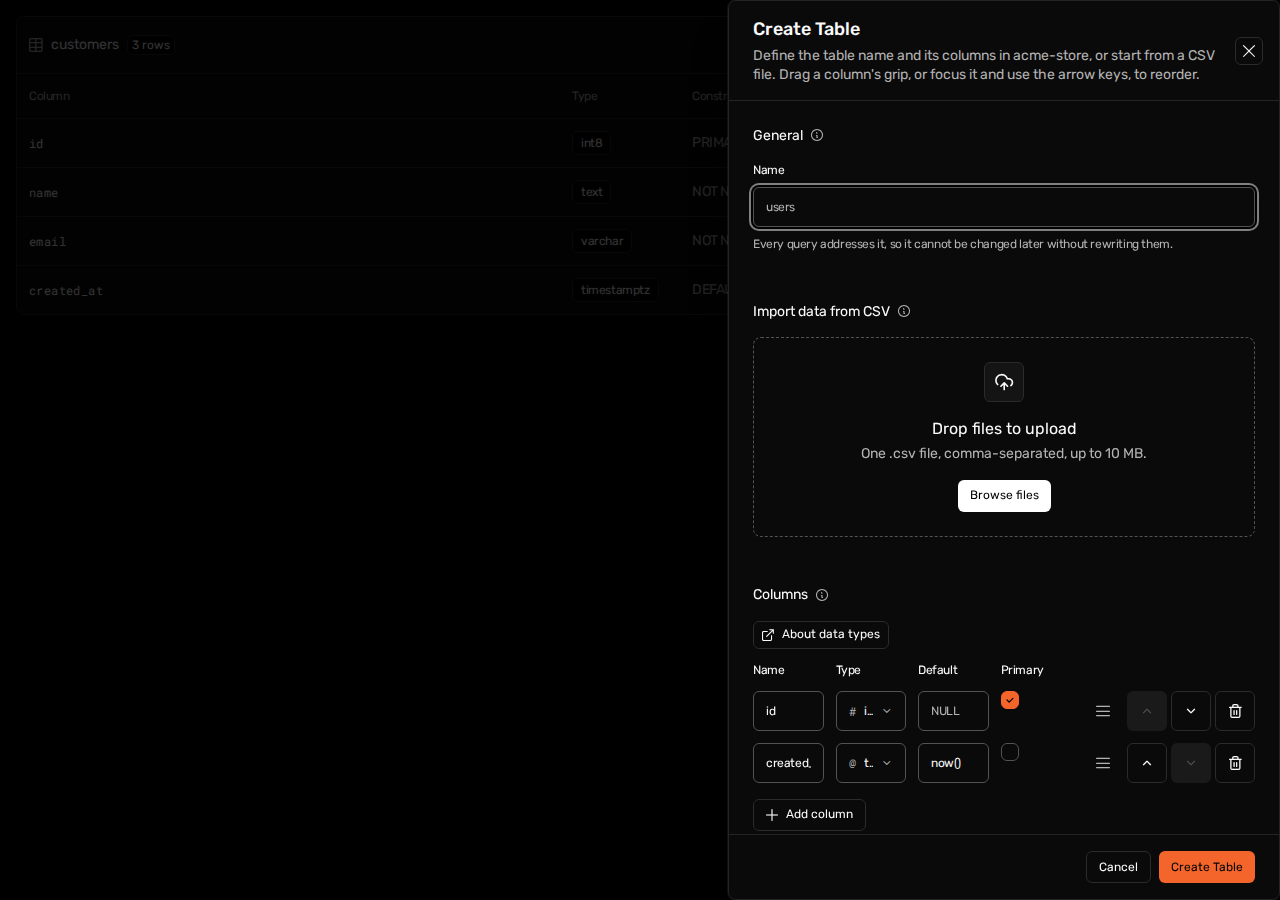 customers 3 rows
Column Type Constr
id int8 PRIMA
name text NOT N
email varchar NOT N
created_at timestamptz DEFAU
Create Table
Define the table name and its columns in acme-store, or start from a CSV
file. Drag a column's grip, or focus it and use the arrow keys, to reorder.
General
Name
users
Every query addresses it, so it cannot be changed later without rewriting them.
Import data from CSV
Drop files to upload
One .csv file, comma-separated, up to 10 MB.
Browse files
Columns
About data types
Name Type Default Primary
id # i... NULL
created_ @ t... now()
Add column
Cancel Create Table